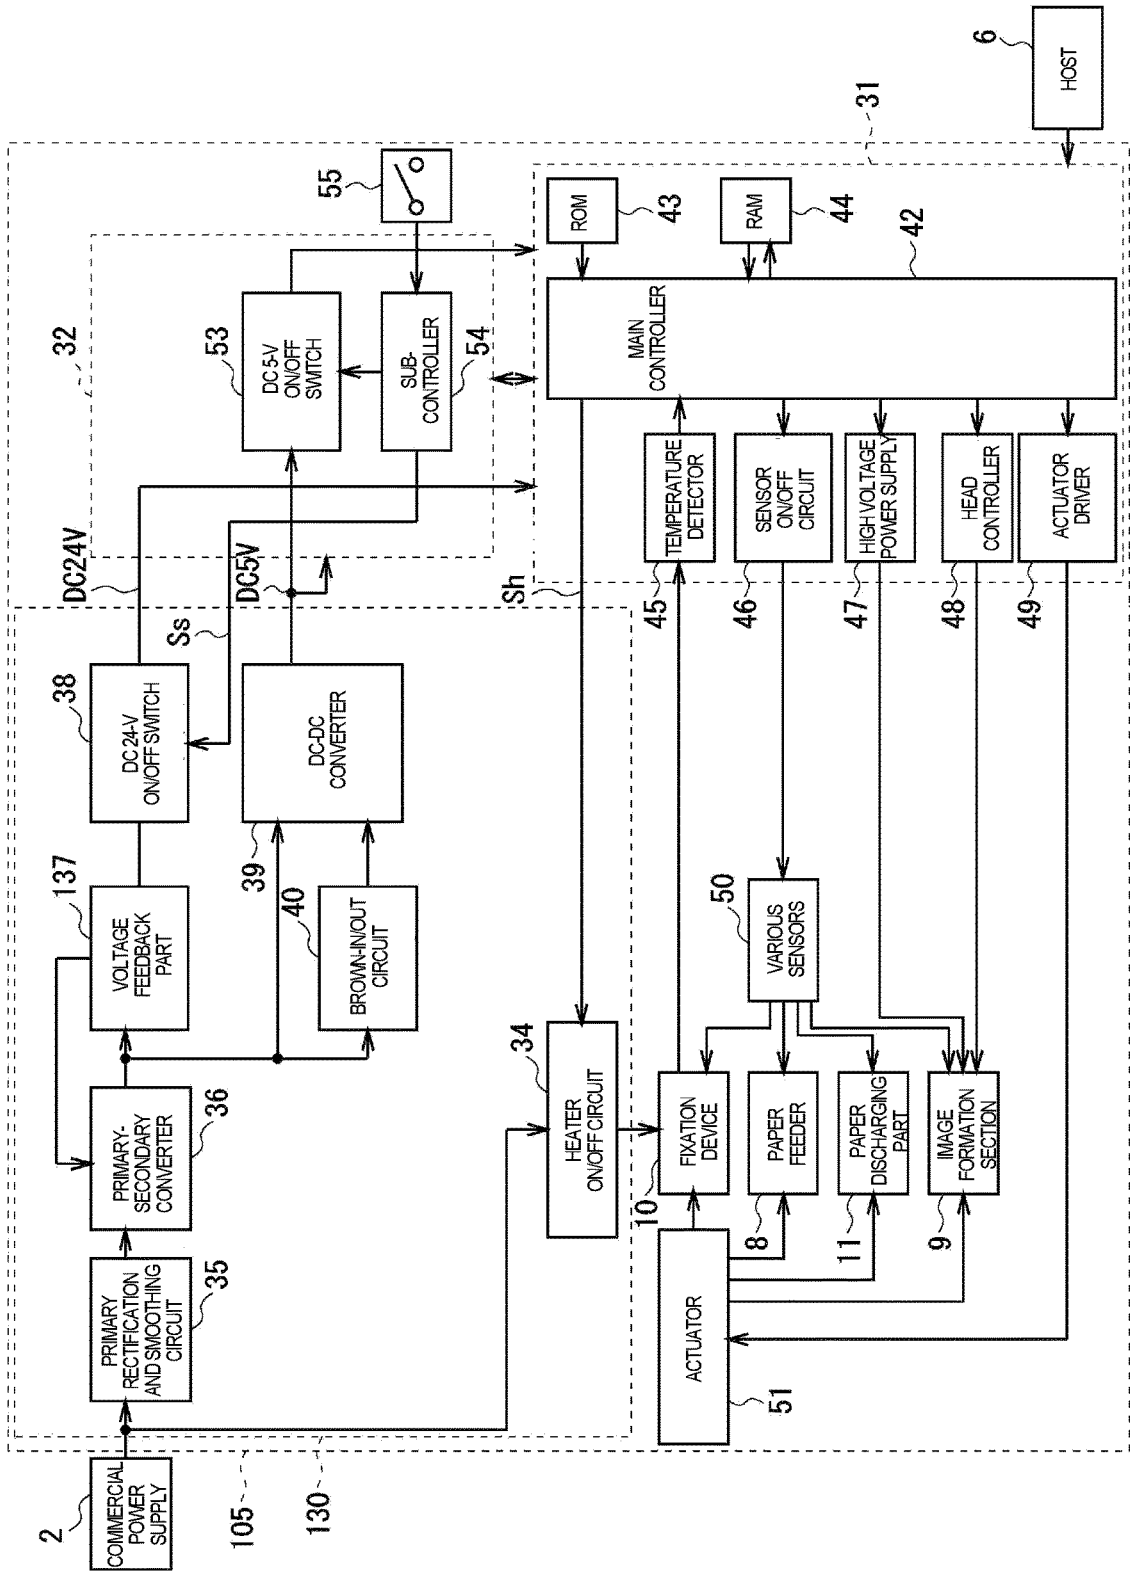 2
COMMERCIAL
POWER
SUPPLY
105
130
35
PRIMARY
RECTIFICATION
AND SMOOTHING
CIRCUIT
36
PRIMARY-
SECONDARY
CONVERTER
137
VOLTAGE
FEEDBACK
PART
38
DC 24-V
ON/OFF SWITCH
DC24V
Ss
39
DC-DC
CONVERTER
40
BROWN-IN/OUT
CIRCUIT
DC5V
32
53
DC 5-V
ON/OFF
SWITCH
SUB-
CONTROLLER
54
55
34
HEATER
ON/OFF CIRCUIT
Sh
31
6
HOST
ROM
43
RAM
44
MAIN
CONTROLLER
42
45
TEMPERATURE
DETECTOR
46
SENSOR
ON/OFF
CIRCUIT
47
HIGH VOLTAGE
POWER SUPPLY
48
HEAD
CONTROLLER
49
ACTUATOR
DRIVER
50
VARIOUS
SENSORS
10
FIXATION
DEVICE
8
PAPER
FEEDER
11
PAPER
DISCHARGING
PART
9
IMAGE
FORMATION
SECTION
ACTUATOR
51